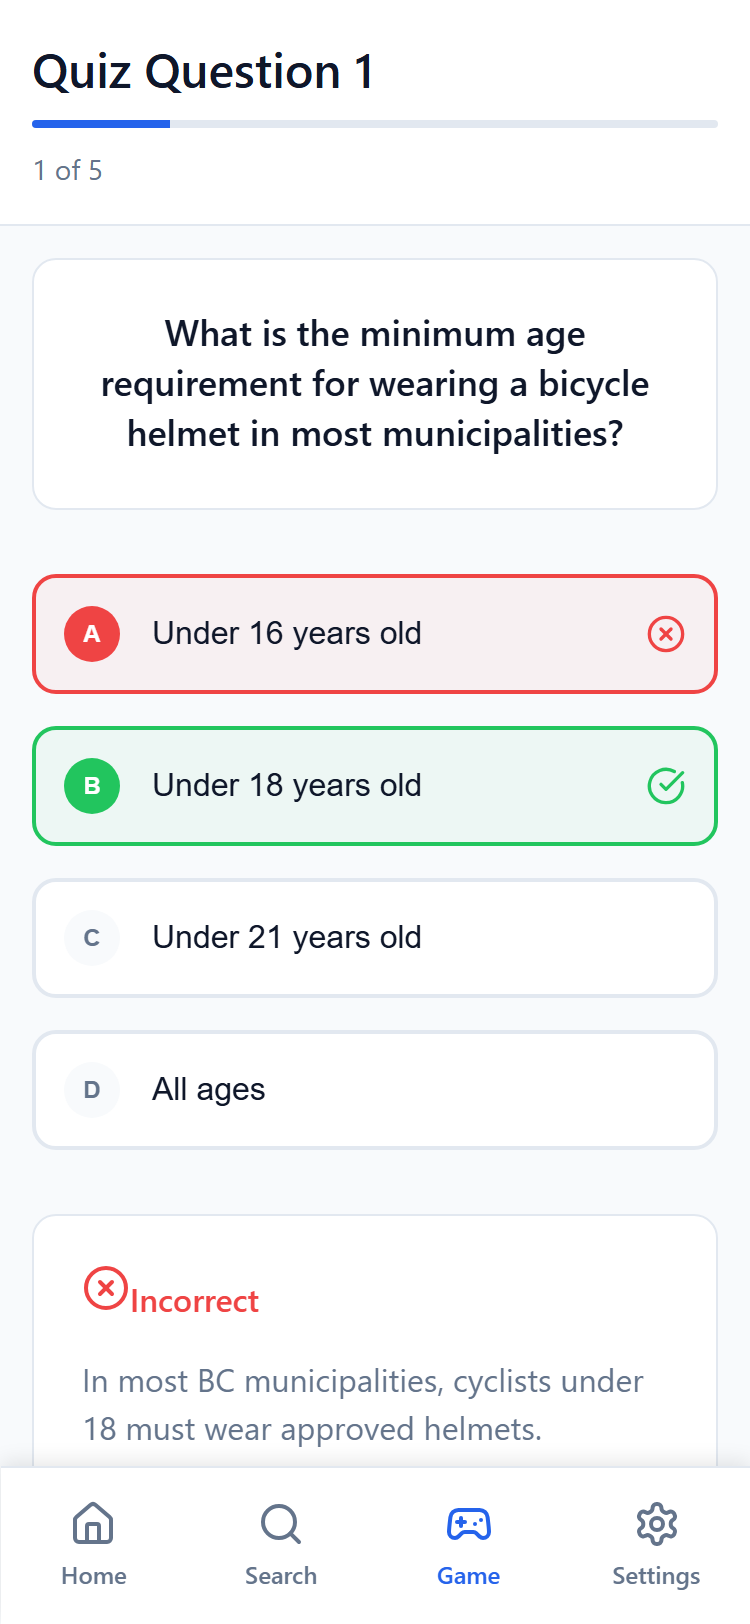 Quiz Question 1
1 of 5
What is the minimum age
requirement for wearing a bicycle
helmet in most municipalities?
A Under 16 years old
B Under 18 years old
C Under 21 years old
D All ages
Incorrect
In most BC municipalities, cyclists under
18 must wear approved helmets.
Home Search Game Settings